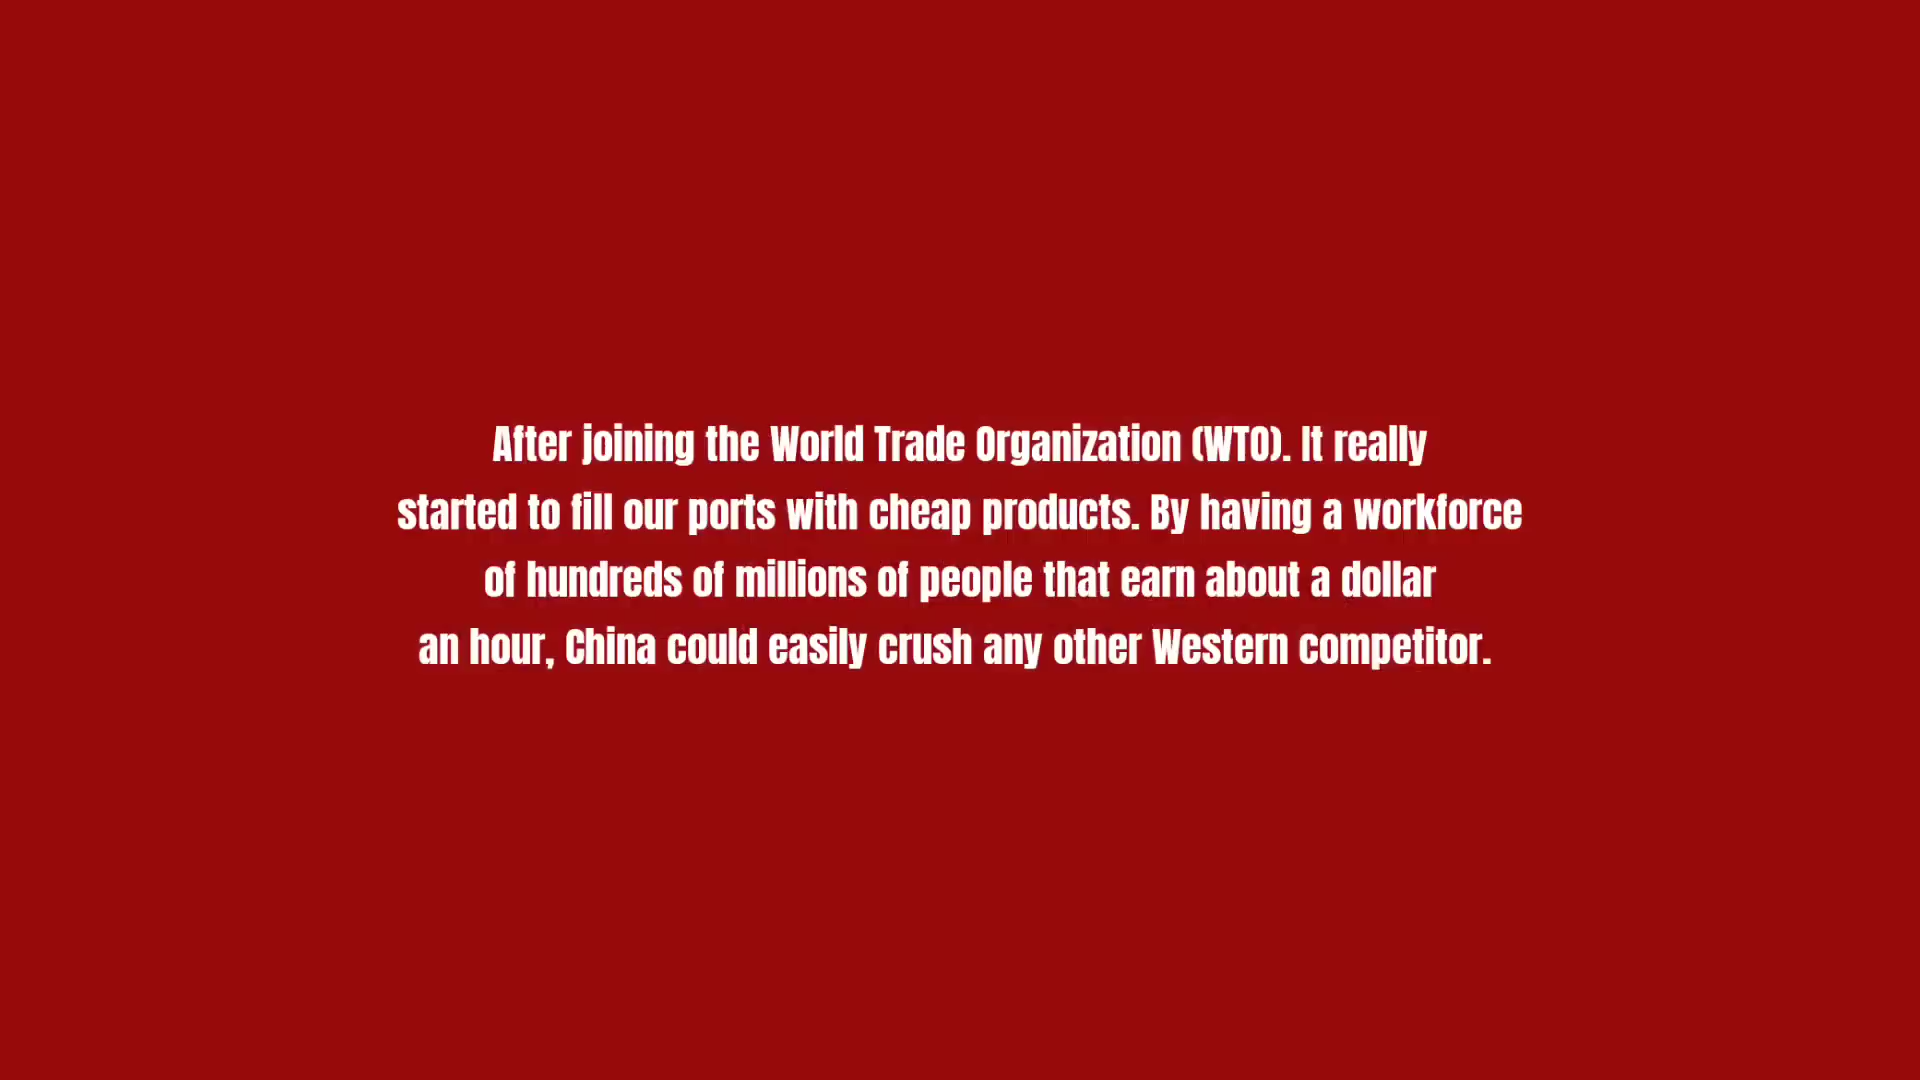 After joining the World Trade Organization (WTO). It really
started to fill our ports with cheap products. By having a workforce
of hundreds of millions of people that earn about a dollar
an hour, China could easily crush any other Western competitor.